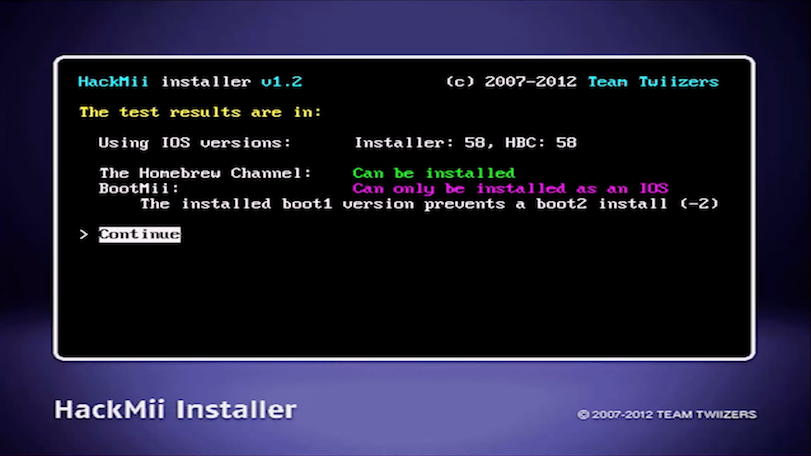 HackMii installer v1.2 (c) 2007-2012 Team Twiizers
The test results are in:
Using IOS versions: Installer: 58, HBC: 58
The Homebrew Channel: Can be installed
BootMii: Can only be installed as an IOS
The installed boot1 version prevents a boot2 install (-2)
> Continue
HackMii Installer © 2007-2012 TEAM TWIIZERS